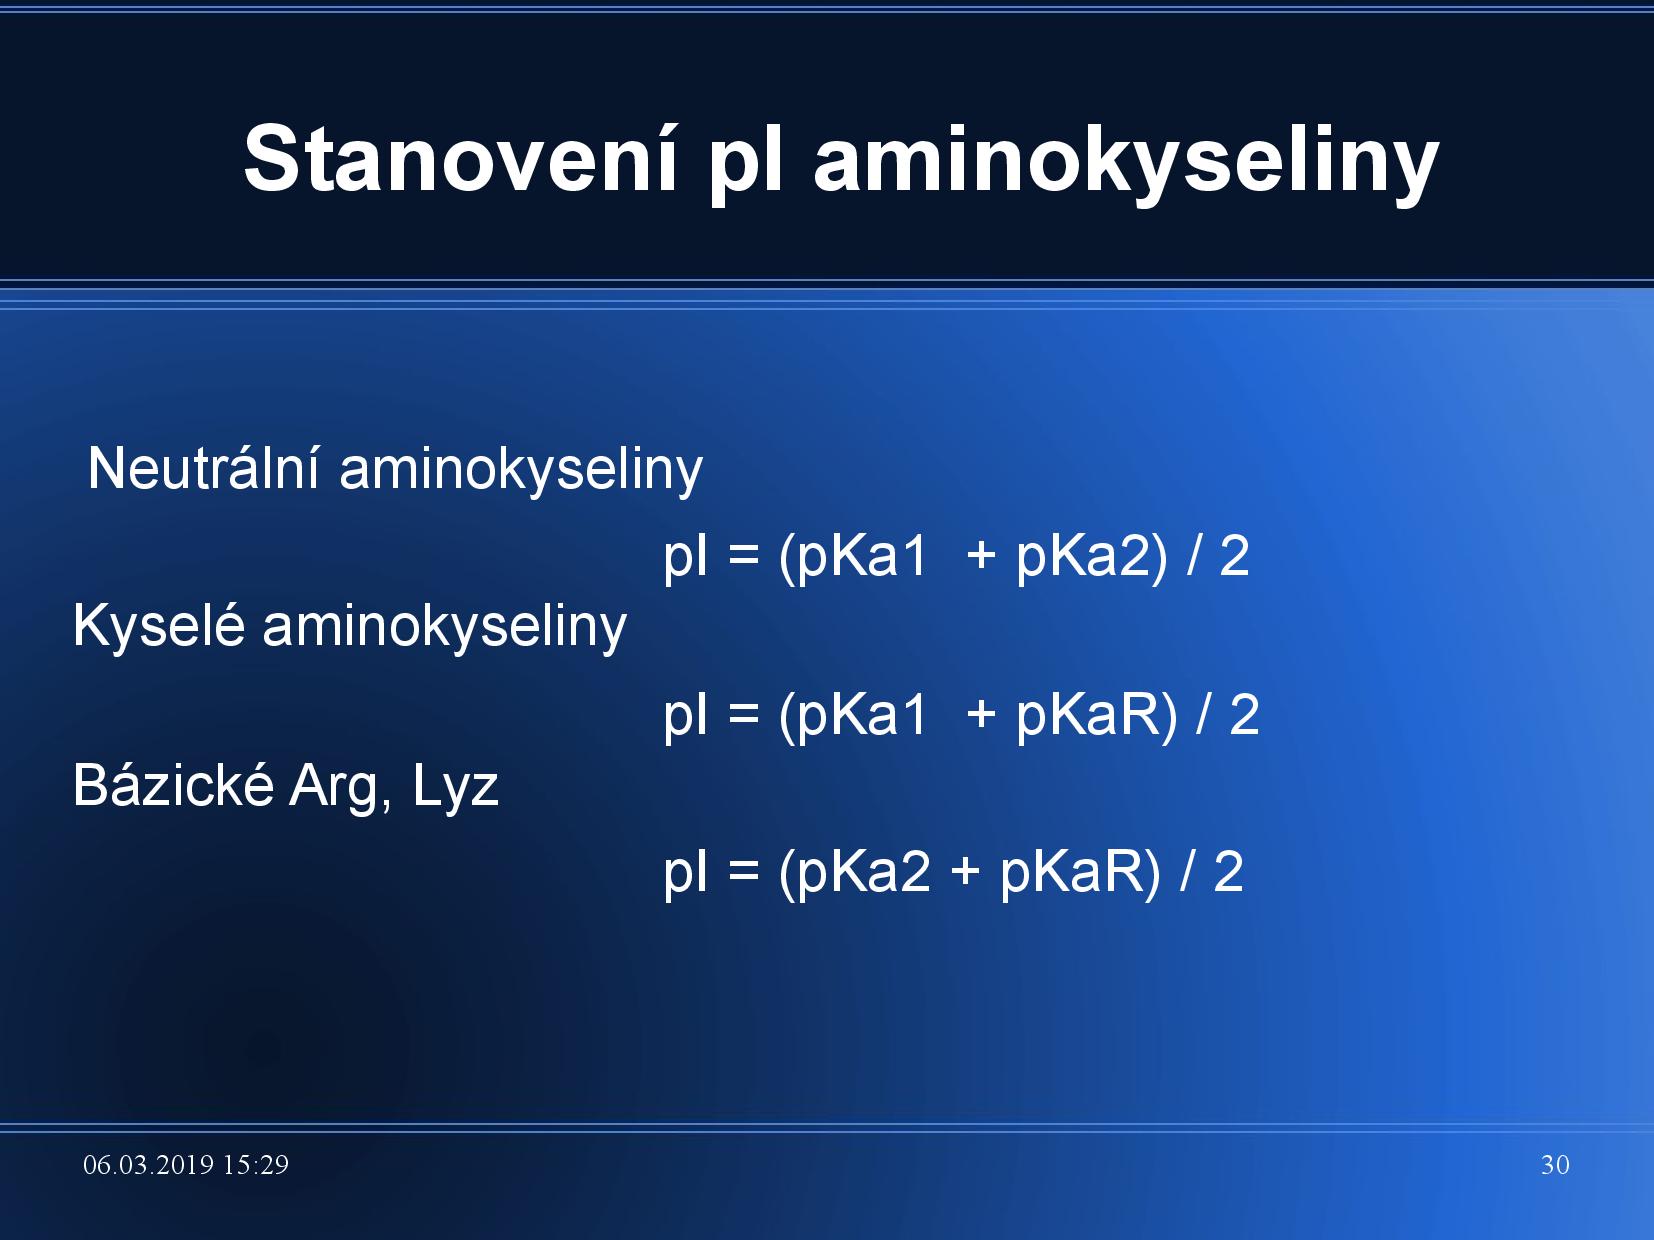 Stanovení pI aminokyseliny
Neutrální aminokyseliny
pI = (pKa1 + pKa2) / 2
Kyselé aminokyseliny
pI = (pKa1 + pKaR) / 2
Bázické Arg, Lyz
pI = (pKa2 + pKaR) / 2
06.03.2019 15:29
30